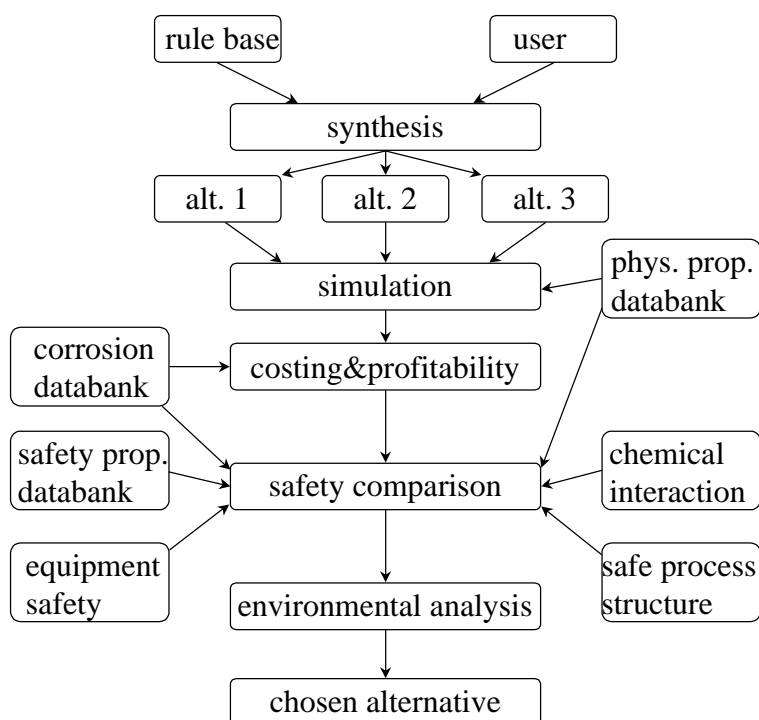 rule base
user
synthesis
alt. 1
alt. 2
alt. 3
simulation
phys. prop.
databank
corrosion
databank
costing&profitability
safety prop.
databank
safety comparison
chemical
interaction
equipment
safety
environmental analysis
safe process
structure
chosen alternative